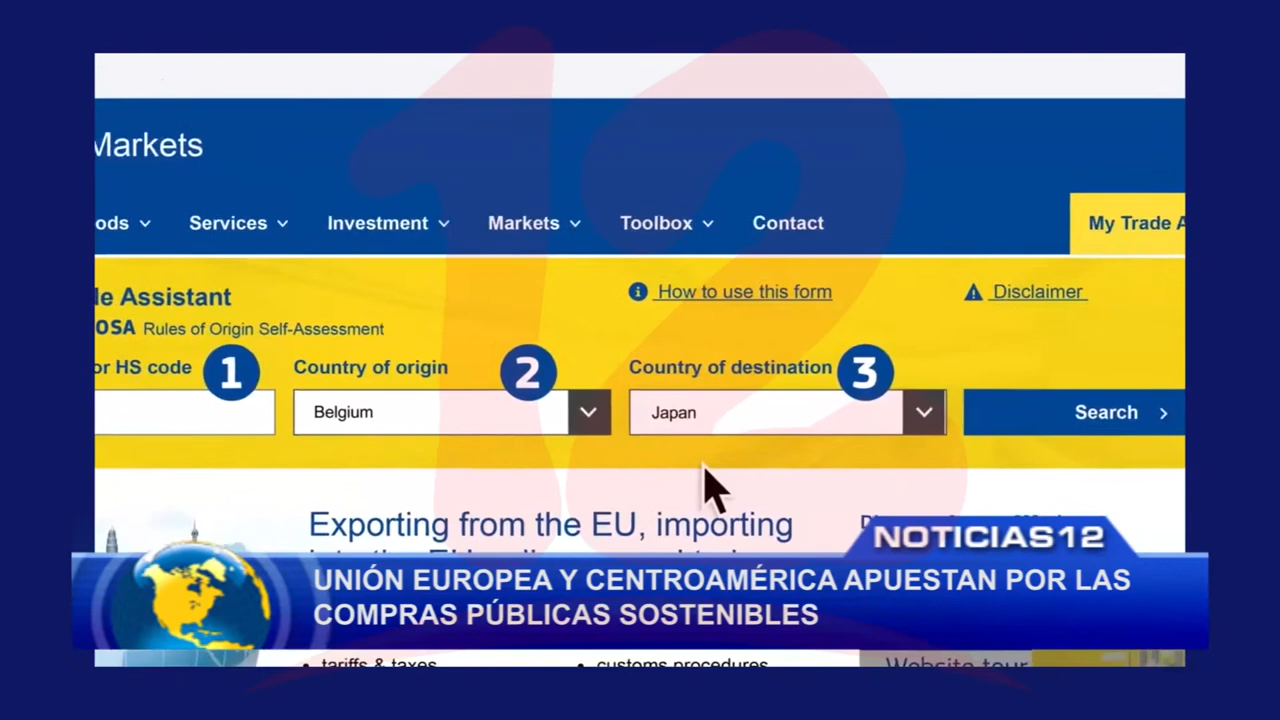 Markets
ods
Services
Investment
Markets
Toolbox
Contact
My Trade A
le Assistant
How to use this form
Disclaimer
OSA Rules of Origin Self-Assessment
or HS code
1
Country of origin
2
Country of destination
3
Belgium
Japan
Search
12
Exporting from the EU, importing
NOTICIAS12
UNIÓN EUROPEA Y CENTROAMÉRICA APUESTAN POR LAS
COMPRAS PÚBLICAS SOSTENIBLES
• tariffs & taxes
• customs procedures
Website tour